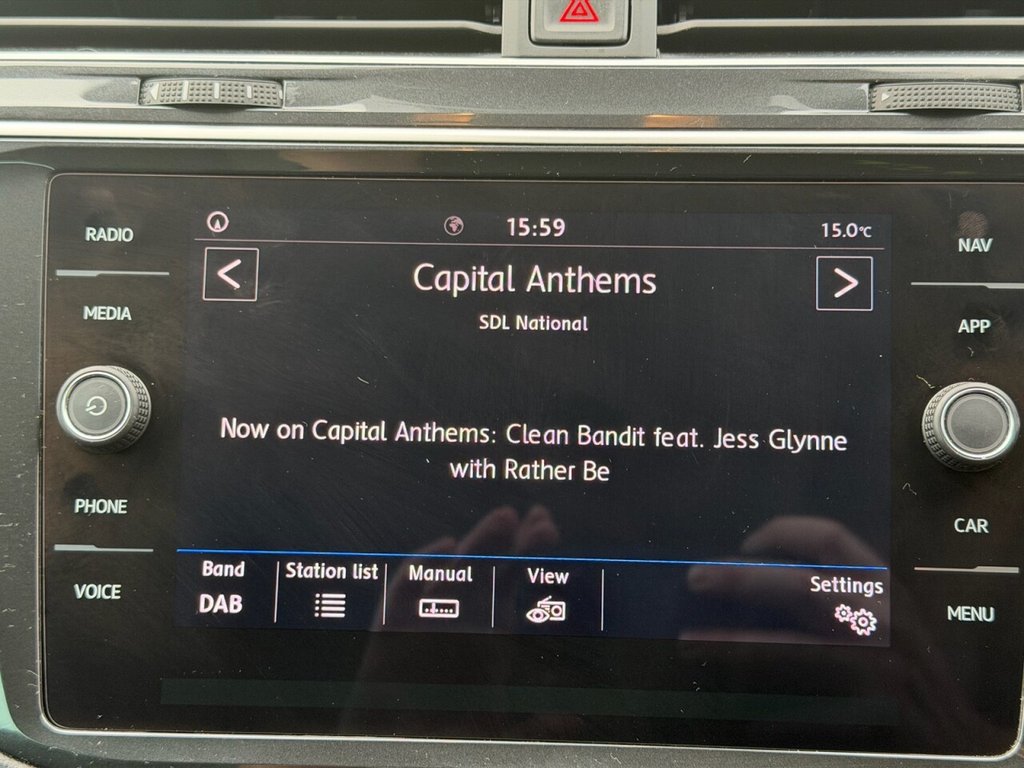 15:59
15.0°C
RADIO
MEDIA
PHONE
VOICE
<
Capital Anthems
>
SDL National
Now on Capital Anthems: Clean Bandit feat. Jess Glynne
with Rather Be
Band
DAB
Station list
Manual
View
Settings
NAV
APP
CAR
MENU